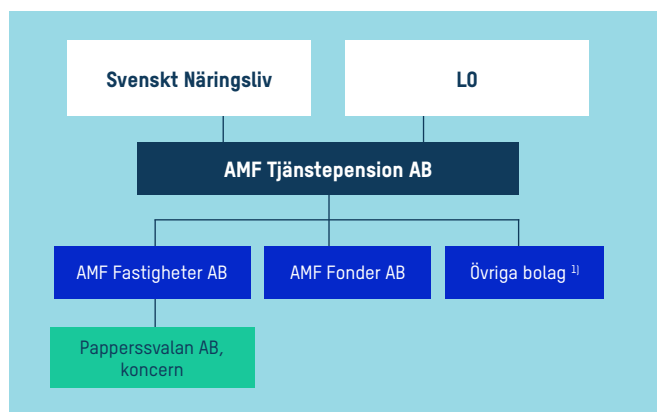 Svenskt Näringsliv
LO
AMF Tjänstepension AB
AMF Fastigheter AB
AMF Fonder AB
Övriga bolag 1)
Papperssvalan AB,
koncern